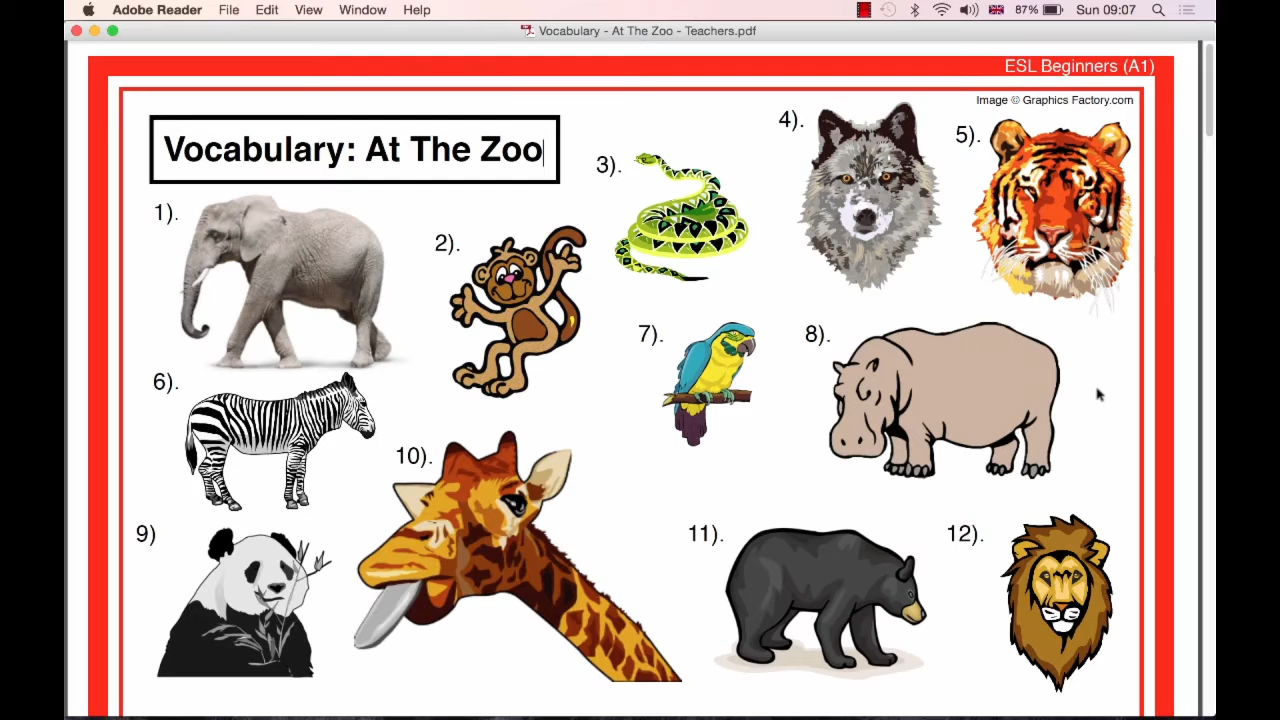 Adobe Reader File Edit View Window Help 87% Sun 09:07
Vocabulary - At The Zoo - Teachers.pdf
ESL Beginners (A1)
Image © Graphics Factory.com
Vocabulary: At The Zoo
1).
2).
3).
4).
5).
6).
7).
8).
9)
10).
11).
12).